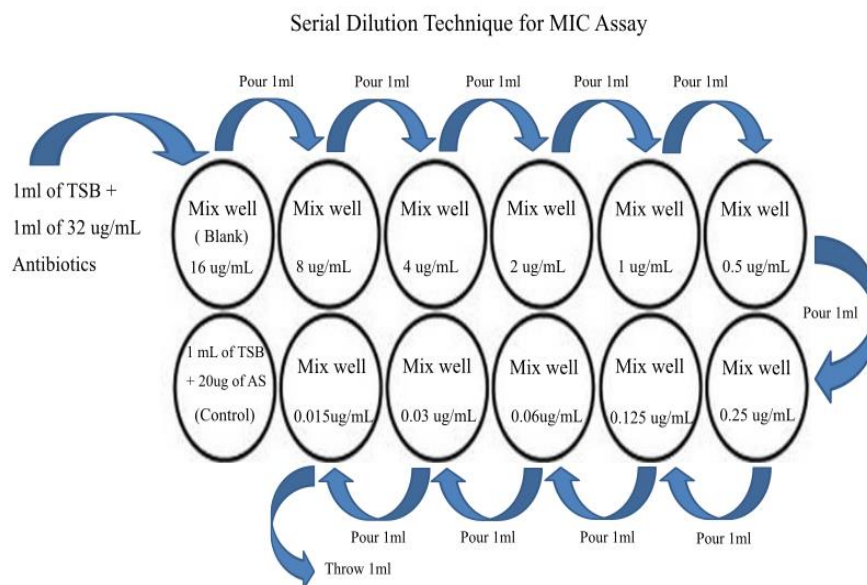 Serial Dilution Technique for MIC Assay
Pour 1ml
Pour 1ml
Pour 1ml
Pour 1ml
Pour 1ml
1ml of TSB +
1ml of 32 ug/mL
Antibiotics
Mix well
( Blank)
16 ug/mL
Mix well
8 ug/mL
Mix well
4 ug/mL
Mix well
2 ug/mL
Mix well
1 ug/mL
Mix well
0.5 ug/mL
Pour 1ml
1 mL of TSB
+ 20ug of AS
(Control)
Mix well
0.015ug/mL
Mix well
0.03 ug/mL
Mix well
0.06ug/mL
Mix well
0.125 ug/mL
Mix well
0.25 ug/mL
Pour 1ml
Pour 1ml
Pour 1ml
Pour 1ml
Throw 1ml